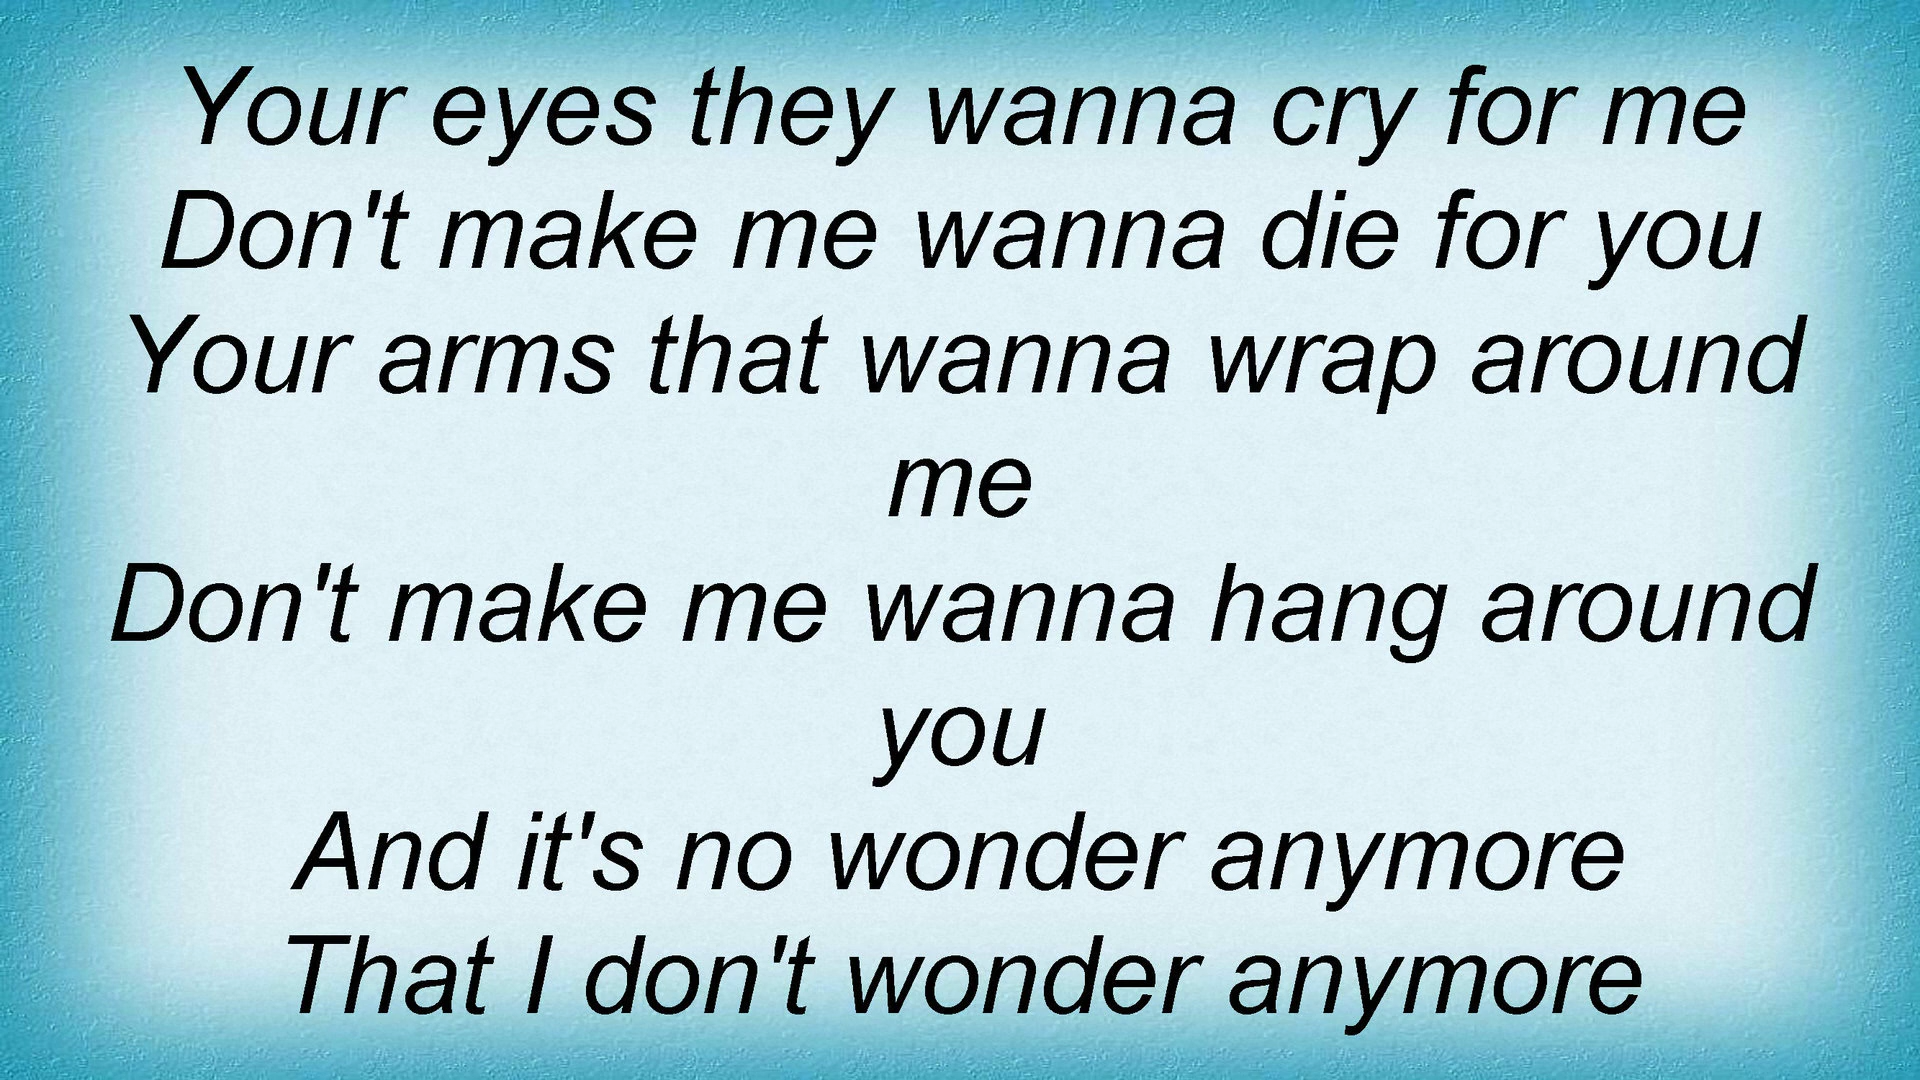 Your eyes they wanna cry for me
Don't make me wanna die for you
Your arms that wanna wrap around
me
Don't make me wanna hang around
you
And it's no wonder anymore
That I don't wonder anymore